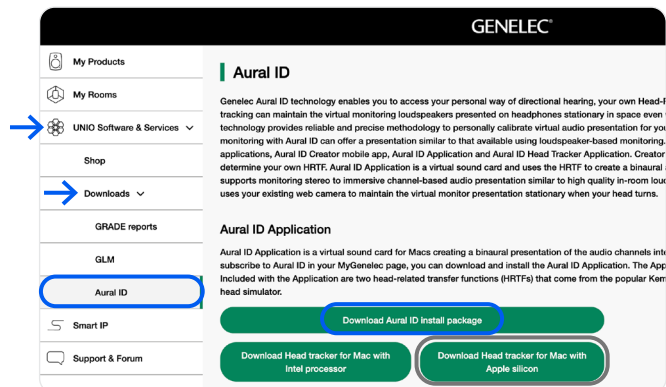 GENELEC®
My Products
My Rooms
UNIO Software & Services
Shop
Downloads
GRADE reports
GLM
Aural ID
Smart IP
Support & Forum
Aural ID
Genelec Aural ID technology enables you to access your personal way of directional hearing, your own Head-R
tracking can maintain the virtual monitoring loudspeakers presented on headphones stationary in space even
technology provides reliable and precise methodology to personally calibrate virtual audio presentation for you
monitoring with Aural ID can offer a presentation similar to that available using loudspeaker-based monitoring.
applications, Aural ID Creator mobile app, Aural ID Application and Aural ID Head Tracker Application. Creator
determine your own HRTF. Aural ID Application is a virtual sound card and uses the HRTF to create a binaural
supports monitoring stereo to immersive channel-based audio presentation similar to high quality in-room lou
uses your existing web camera to maintain the virtual monitor presentation stationary when your head turns.
Aural ID Application
Aural ID Application is a virtual sound card for Macs creating a binaural presentation of the audio channels inte
subscribe to Aural ID in your MyGenelec page, you can download and install the Aural ID Application. The App
Included with the Application are two head-related transfer functions (HRTFs) that come from the popular Kem
head simulator.
Download Aural ID install package
Download Head tracker for Mac with
Intel processor
Download Head tracker for Mac with
Apple silicon